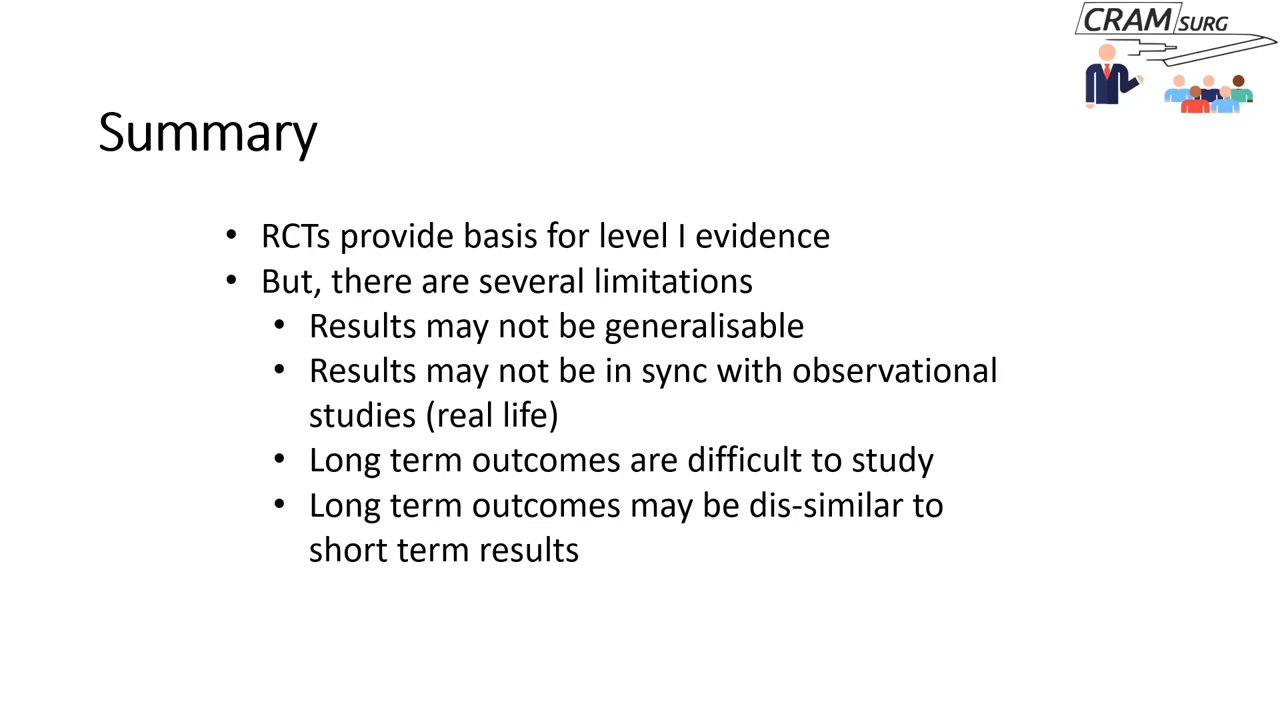 CRAM SURG
Summary
• RCTs provide basis for level I evidence
• But, there are several limitations
• Results may not be generalisable
• Results may not be in sync with observational
studies (real life)
• Long term outcomes are difficult to study
• Long term outcomes may be dis-similar to
short term results